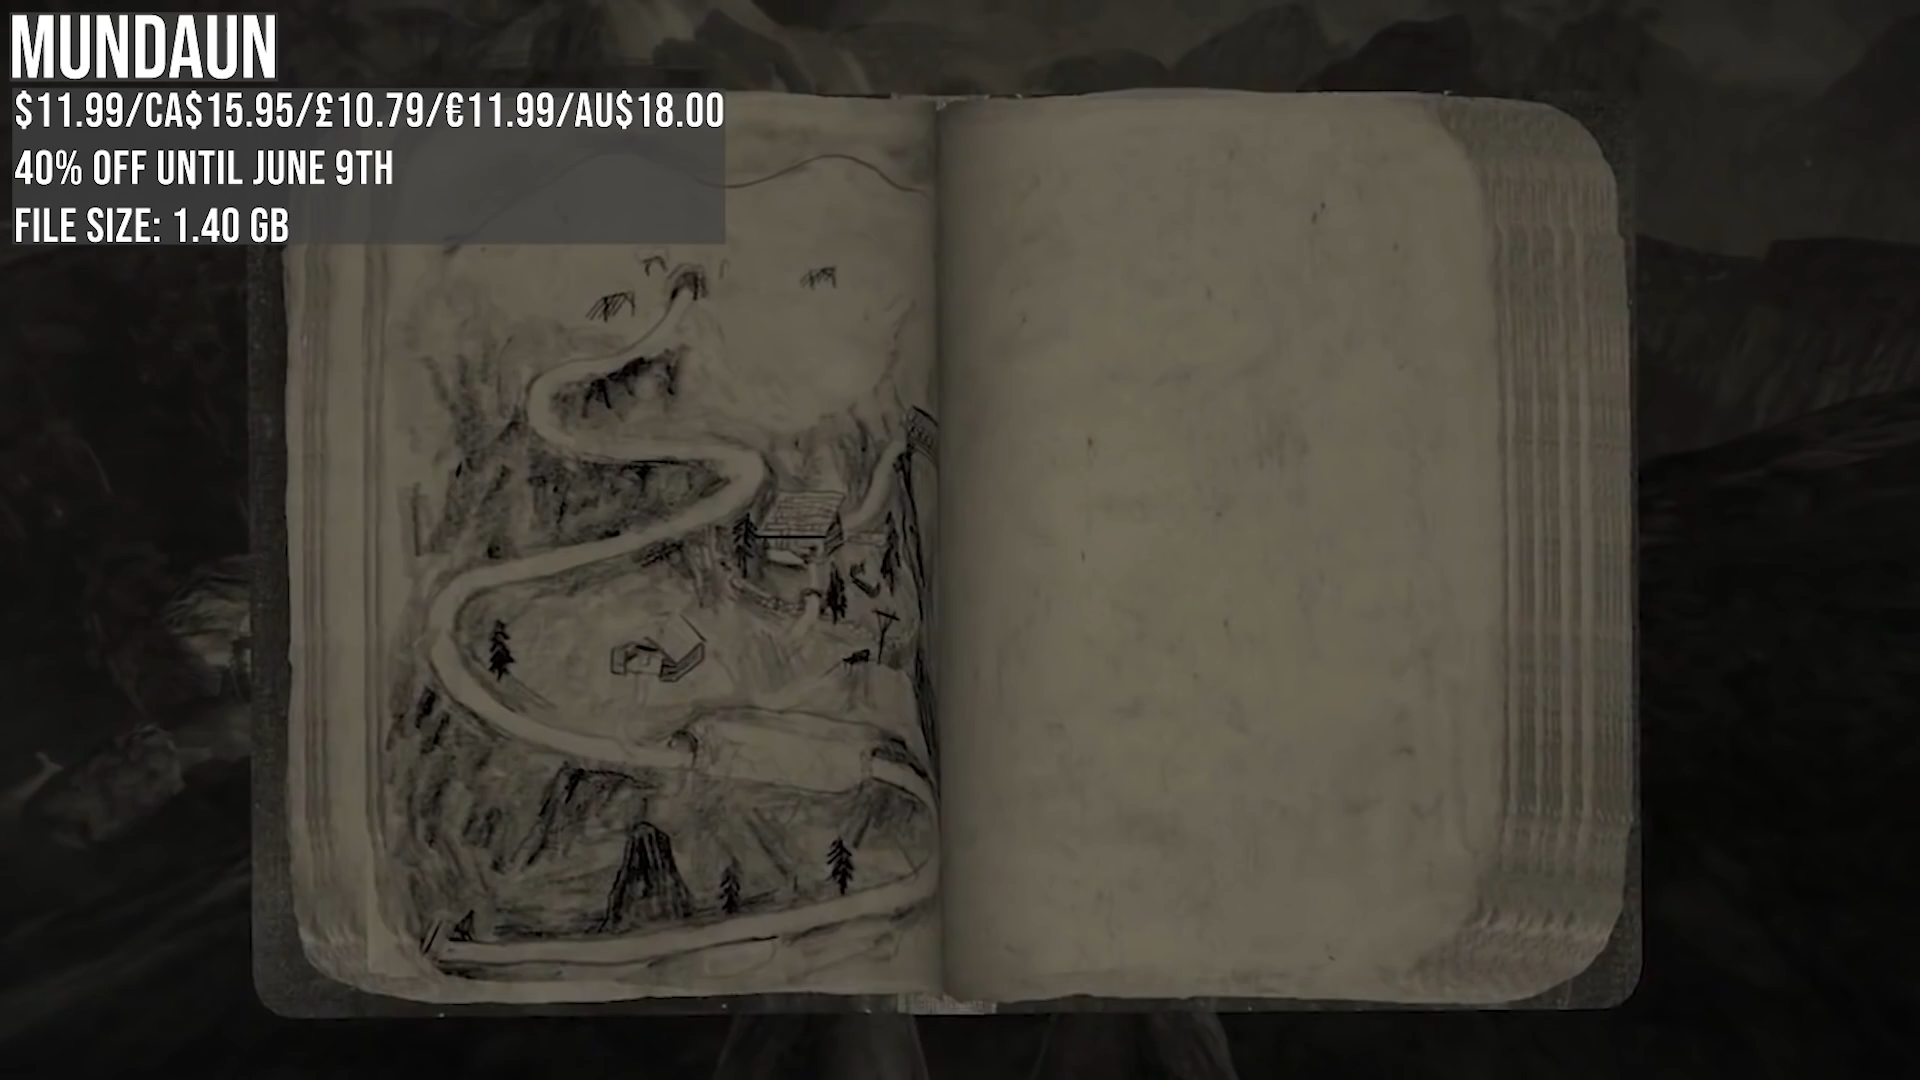 MUNDAUN
$11.99/CA$15.95/£10.79/€11.99/AU$18.00
40% OFF UNTIL JUNE 9TH
FILE SIZE: 1.40 GB